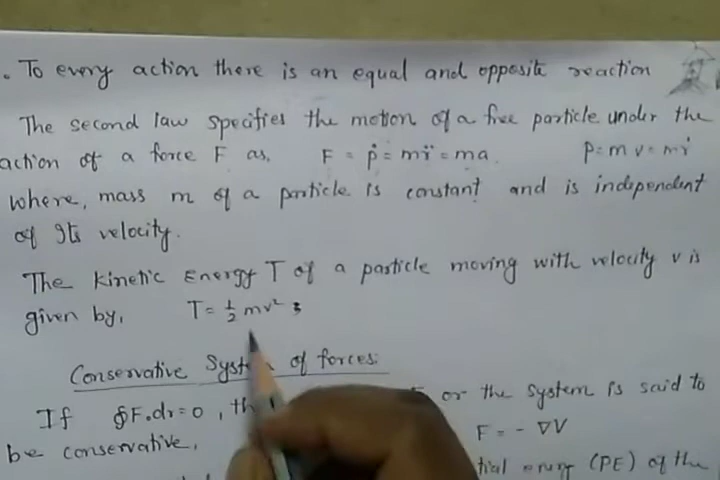 . To every action there is an equal and opposite reaction
The second law specifies the motion of a free particle under the
action of a force F as, F = ṗ = mr̈ = ma p = mv = mṙ
where, mass m of a particle is constant and is independent
of Its velocity.
The kinetic Energy T of a particle moving with velocity v is
given by, T = ½ mv² ;
Conservative System of forces:
If ∮F.dr = 0, or the system is said to
be conservative, F = - ∇V
energy (PE) of the